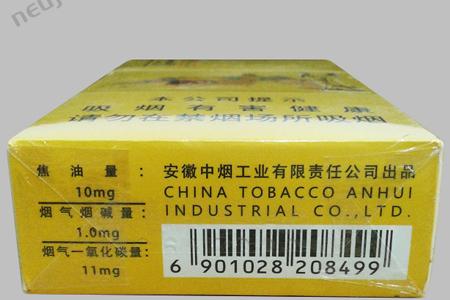 本公司提示
吸烟有害健康
请勿在禁烟场所吸烟
焦油量:
10mg
烟气烟碱量:
1.0mg
烟气一氧化碳量:
11mg
安徽中烟工业有限责任公司出品
CHINA TOBACCO ANHUI
INDUSTRIAL CO.,LTD.
6 901028 208499